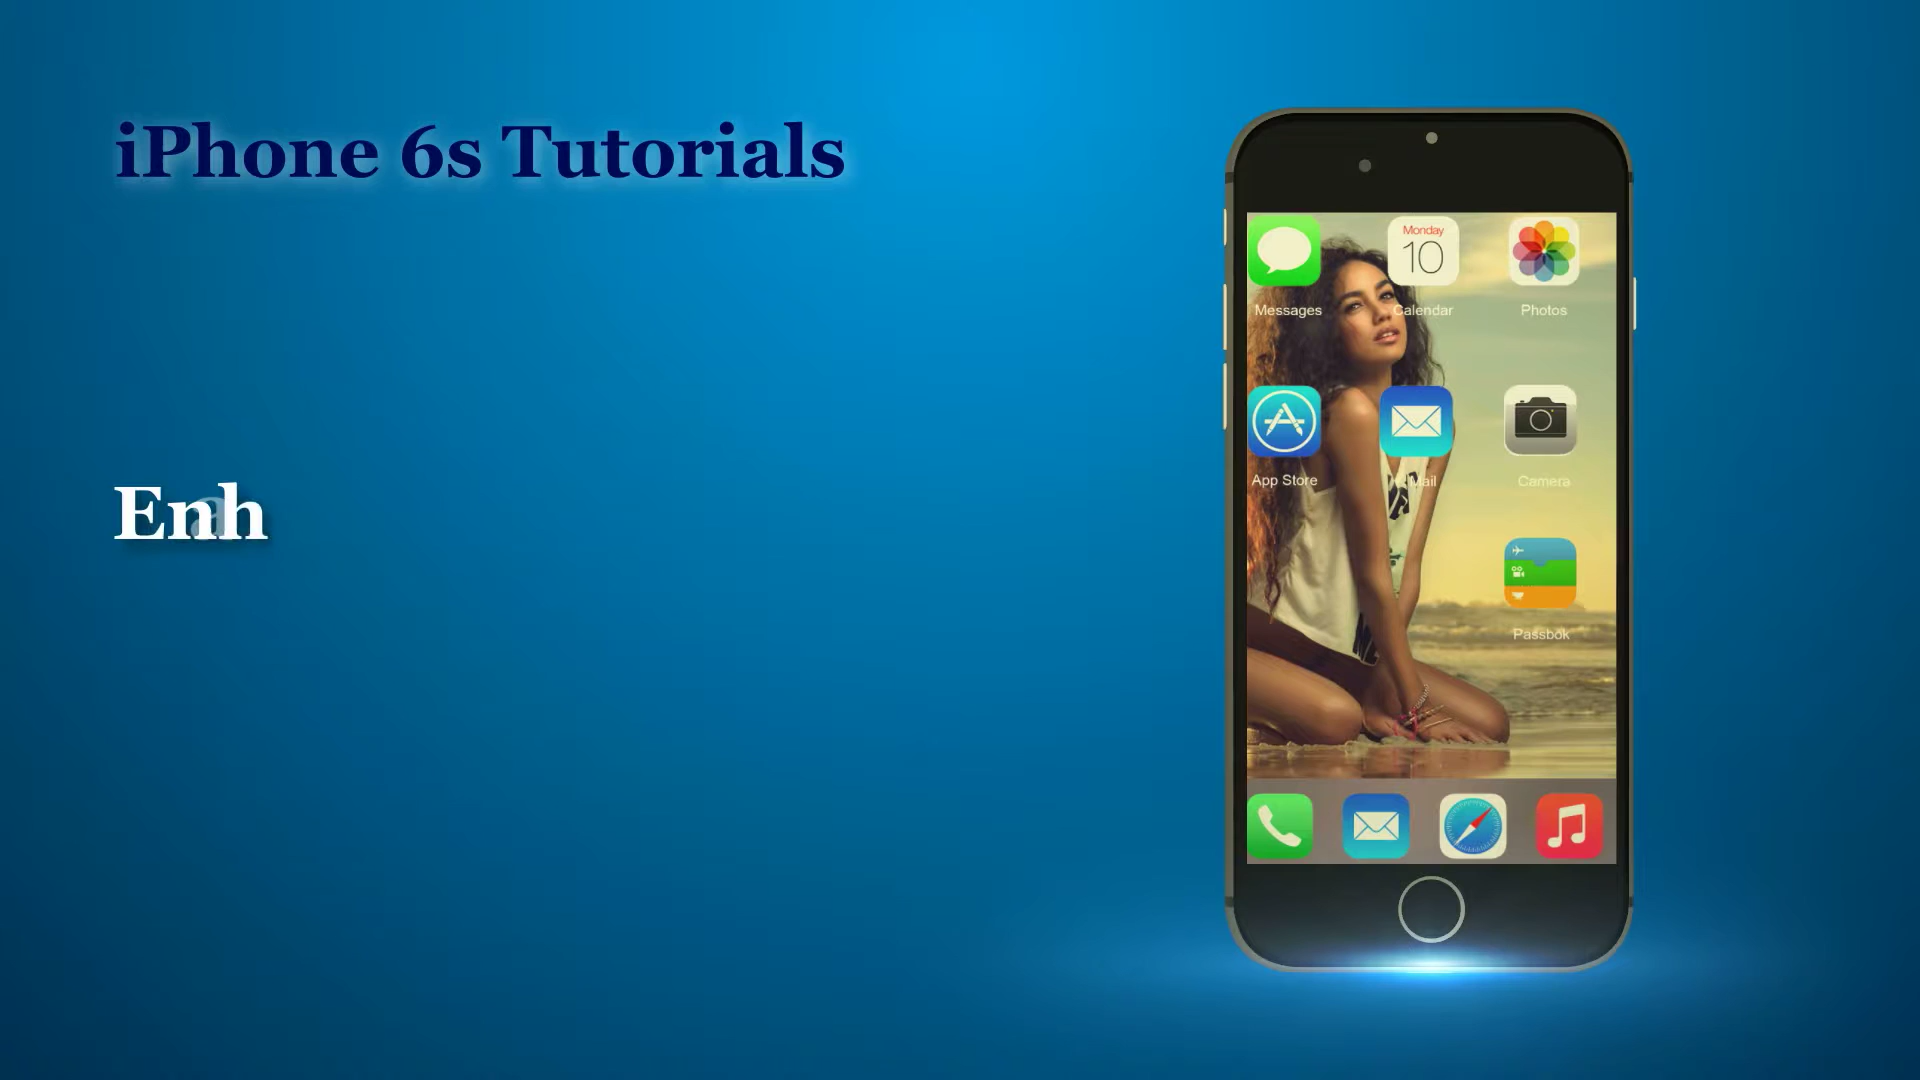 iPhone 6s Tutorials
Enh
Monday
10
Messages
Calendar
Photos
App Store
Mail
Camera
Passbok